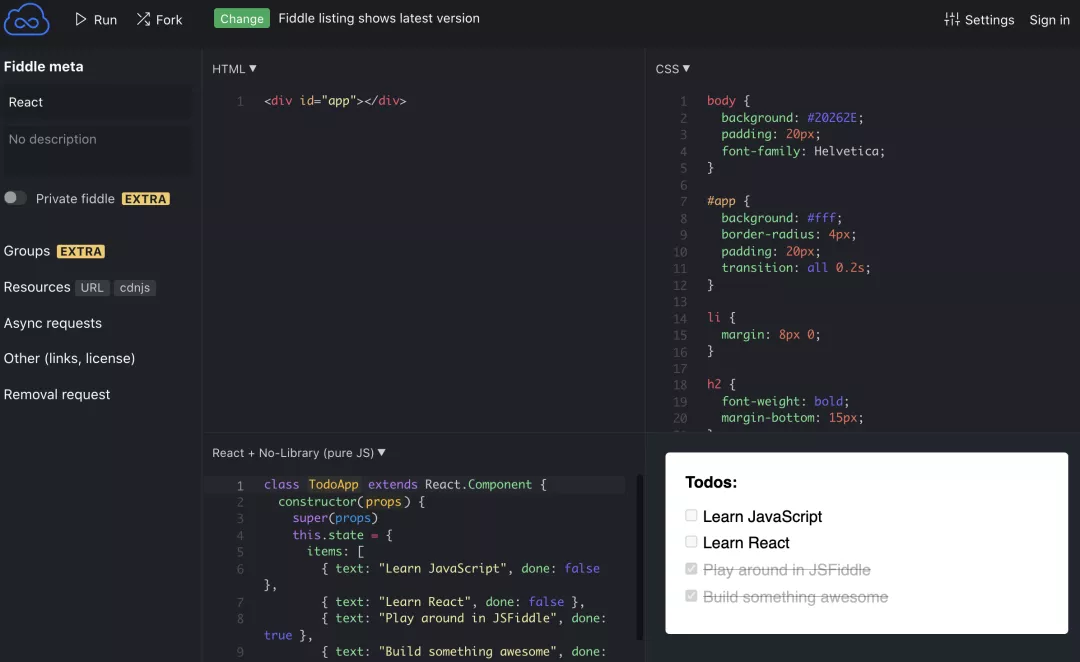 Run
Fork
Change
Fiddle listing shows latest version
Settings
Sign in
Fiddle meta
React
No description
Private fiddle EXTRA
Groups EXTRA
Resources URL cdnjs
Async requests
Other (links, license)
Removal request
HTML ▼
1 <div id="app"></div>
CSS ▼
1 body {
2 background: #20262E;
3 padding: 20px;
4 font-family: Helvetica;
5 }
6
7 #app {
8 background: #fff;
9 border-radius: 4px;
10 padding: 20px;
11 transition: all 0.2s;
12 }
13
14 li {
15 margin: 8px 0;
16 }
17
18 h2 {
19 font-weight: bold;
20 margin-bottom: 15px;
React + No-Library (pure JS) ▼
1 class TodoApp extends React.Component {
2 constructor(props) {
3 super(props)
4 this.state = {
5 items: [
6 { text: "Learn JavaScript", done: false
},
7 { text: "Learn React", done: false },
8 { text: "Play around in JSFiddle", done:
true },
9 { text: "Build something awesome", done:
Todos:
Learn JavaScript
Learn React
Play around in JSFiddle
Build something awesome